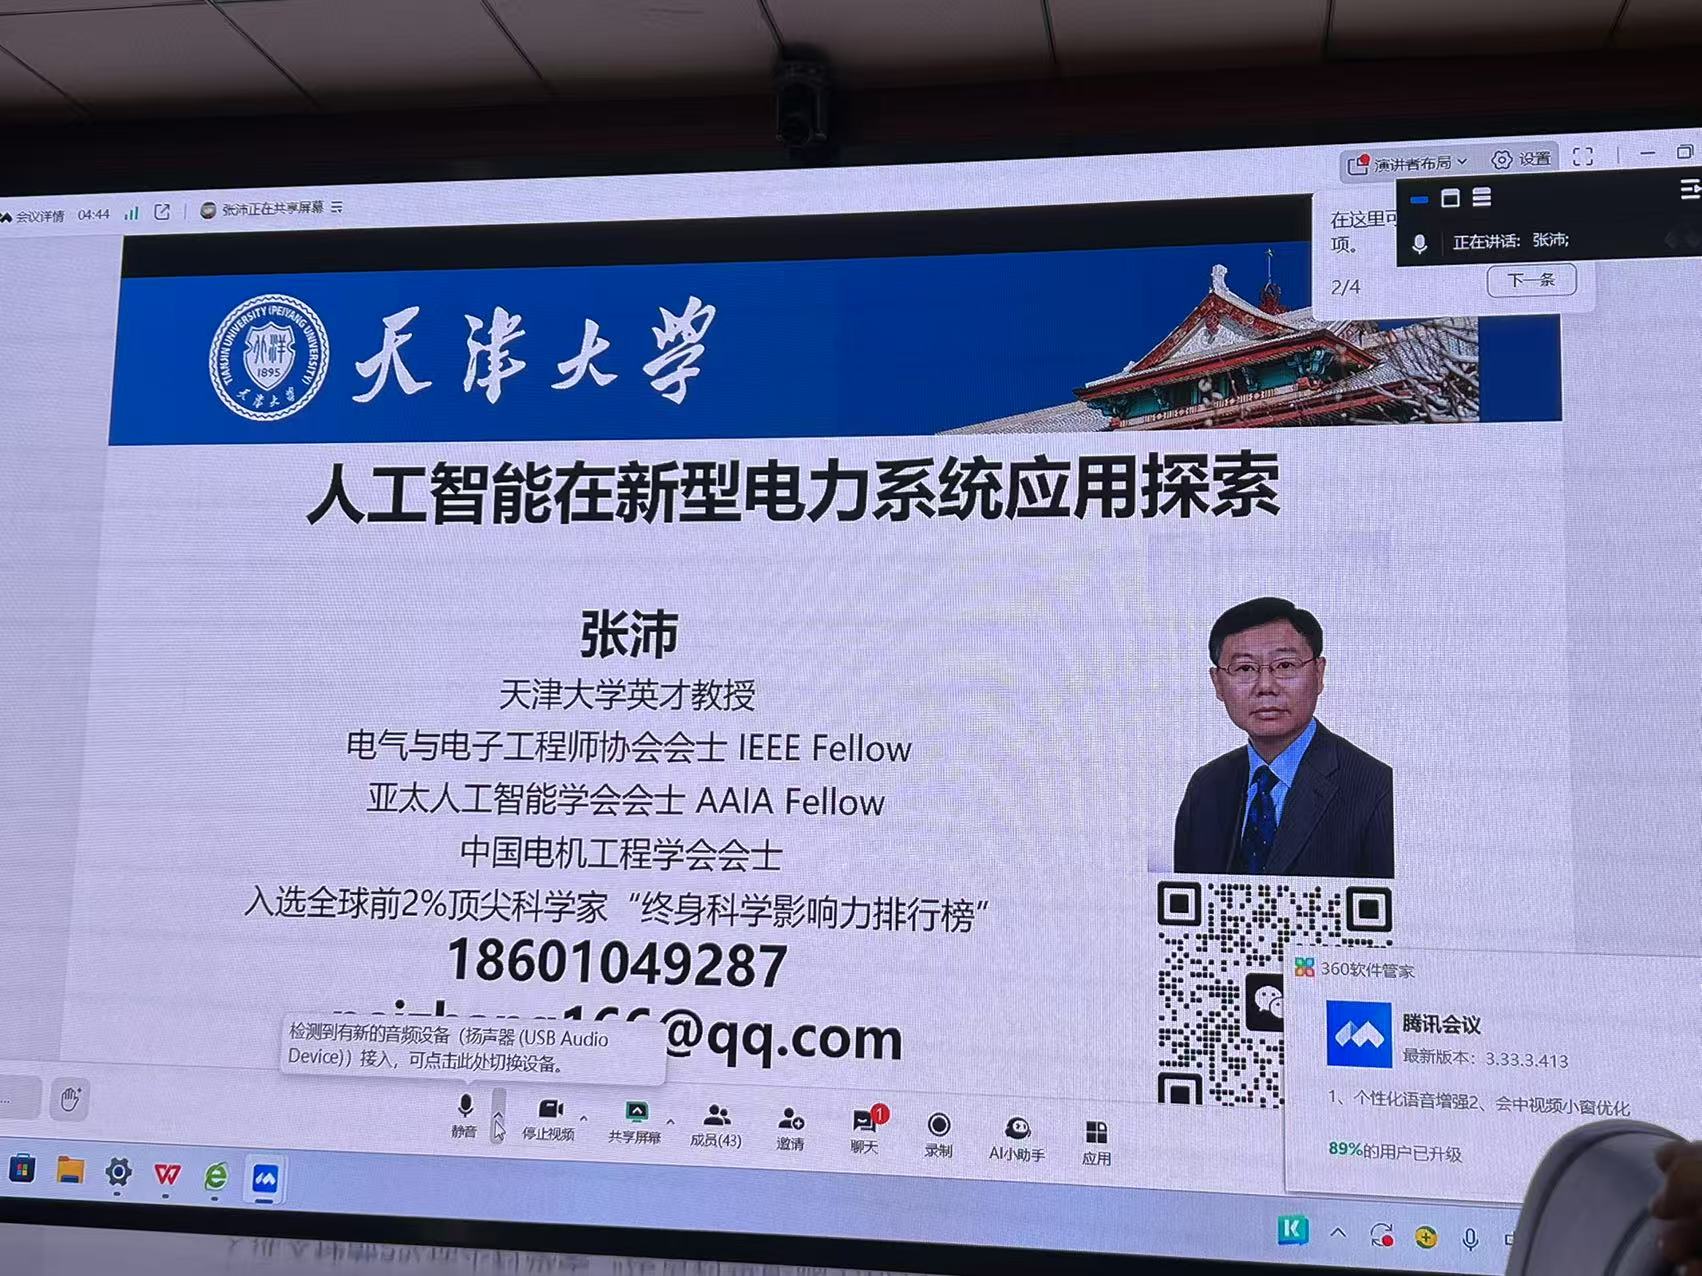 会议详情 04:44 张沛正在共享屏幕
演讲者布局 设置
在这里可
项。
2/4
下一条
正在讲话: 张沛;
TIANJIN UNIVERSITY (PEIYANG UNIVERSITY)
北洋
1895
天津大学
天津大学
人工智能在新型电力系统应用探索
张沛
天津大学英才教授
电气与电子工程师协会会士 IEEE Fellow
亚太人工智能学会会士 AAIA Fellow
中国电机工程学会会士
入选全球前2%顶尖科学家“终身科学影响力排行榜”
18601049287
@qq.com
检测到有新的音频设备（扬声器 (USB Audio
Device)）接入，可点击此处切换设备。
360软件管家
腾讯会议
最新版本：3.33.3.413
1、个性化语音增强2、会中视频小窗优化
89%的用户已升级
静音 停止视频 共享屏幕 成员(43) 邀请 聊天 1 录制 AI小助手 应用